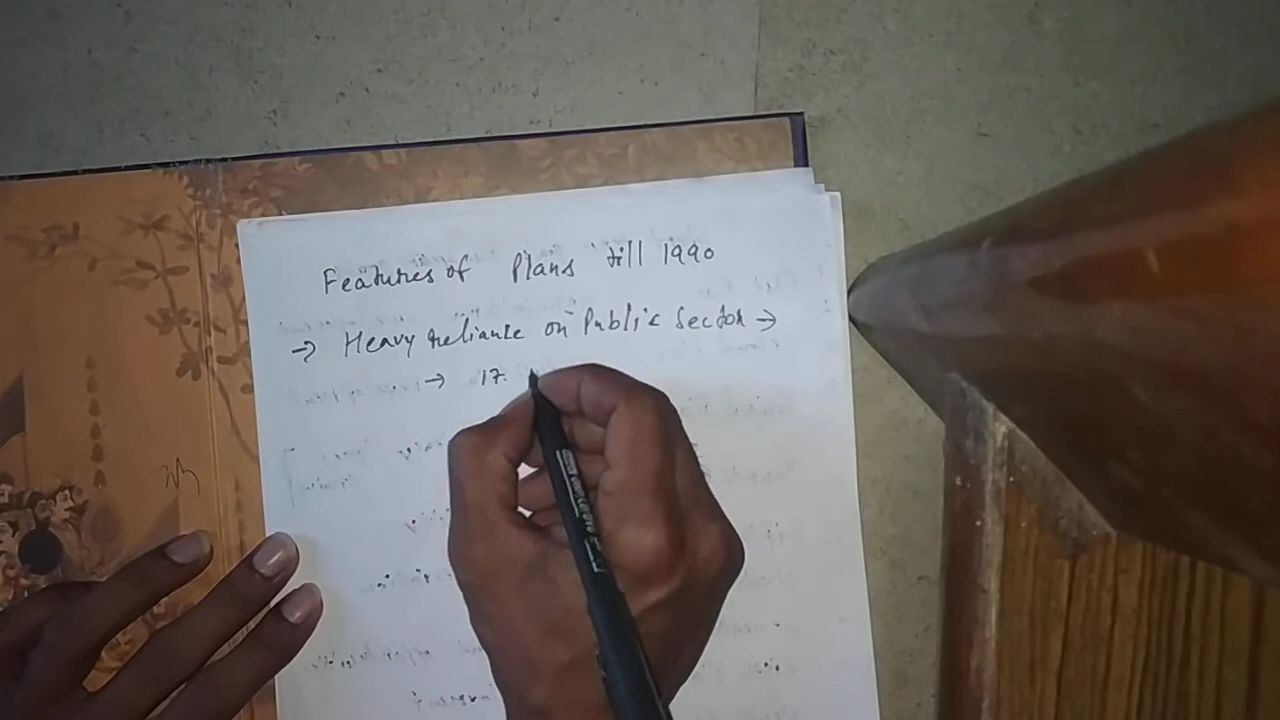 Features of Plans till 1990
→ Heavy reliance on Public Sector →
→ 17.